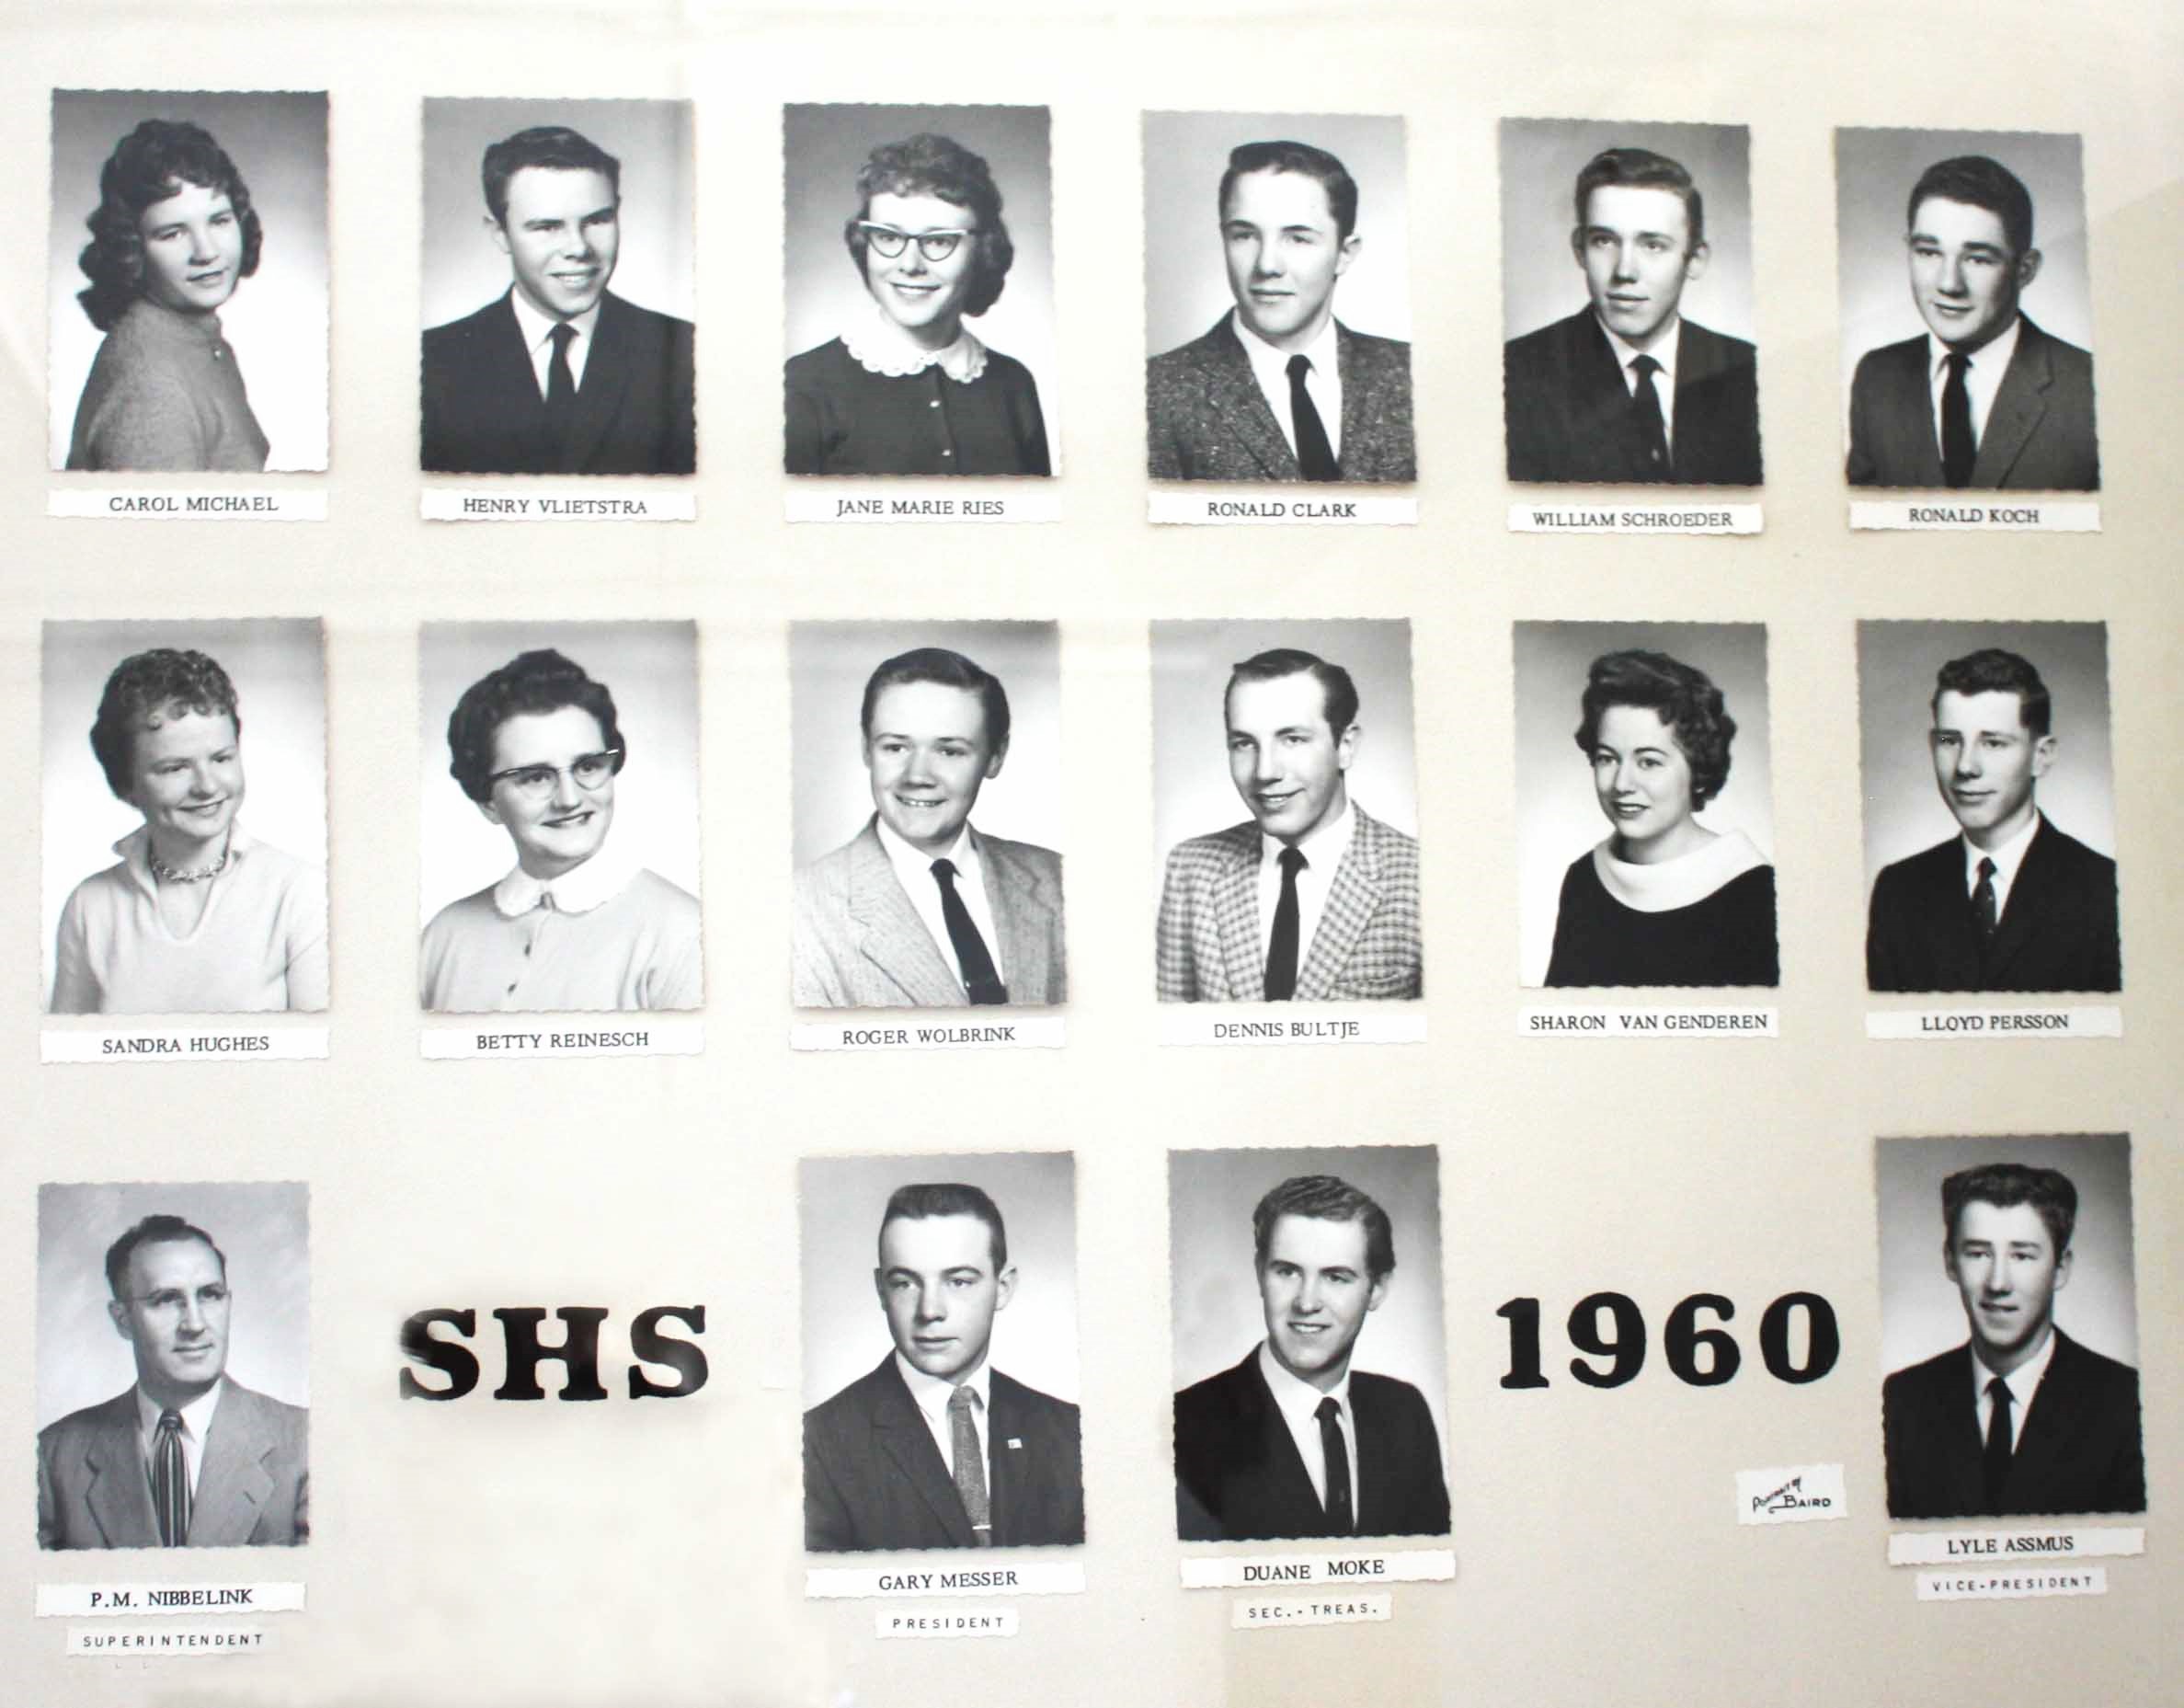 CAROL MICHAEL
HENRY VLIETSTRA
JANE MARIE RIES
RONALD CLARK
WILLIAM SCHROEDER
RONALD KOCH
SANDRA HUGHES
BETTY REINESCH
ROGER WOLBRINK
DENNIS BULTJE
SHARON VAN GENDEREN
LLOYD PERSSON
P.M. NIBBELINK
SUPERINTENDENT
SHS
GARY MESSER
PRESIDENT
DUANE MOKE
SEC.-TREAS.
1960
Portrait by
BAIRD
LYLE ASSMUS
VICE-PRESIDENT